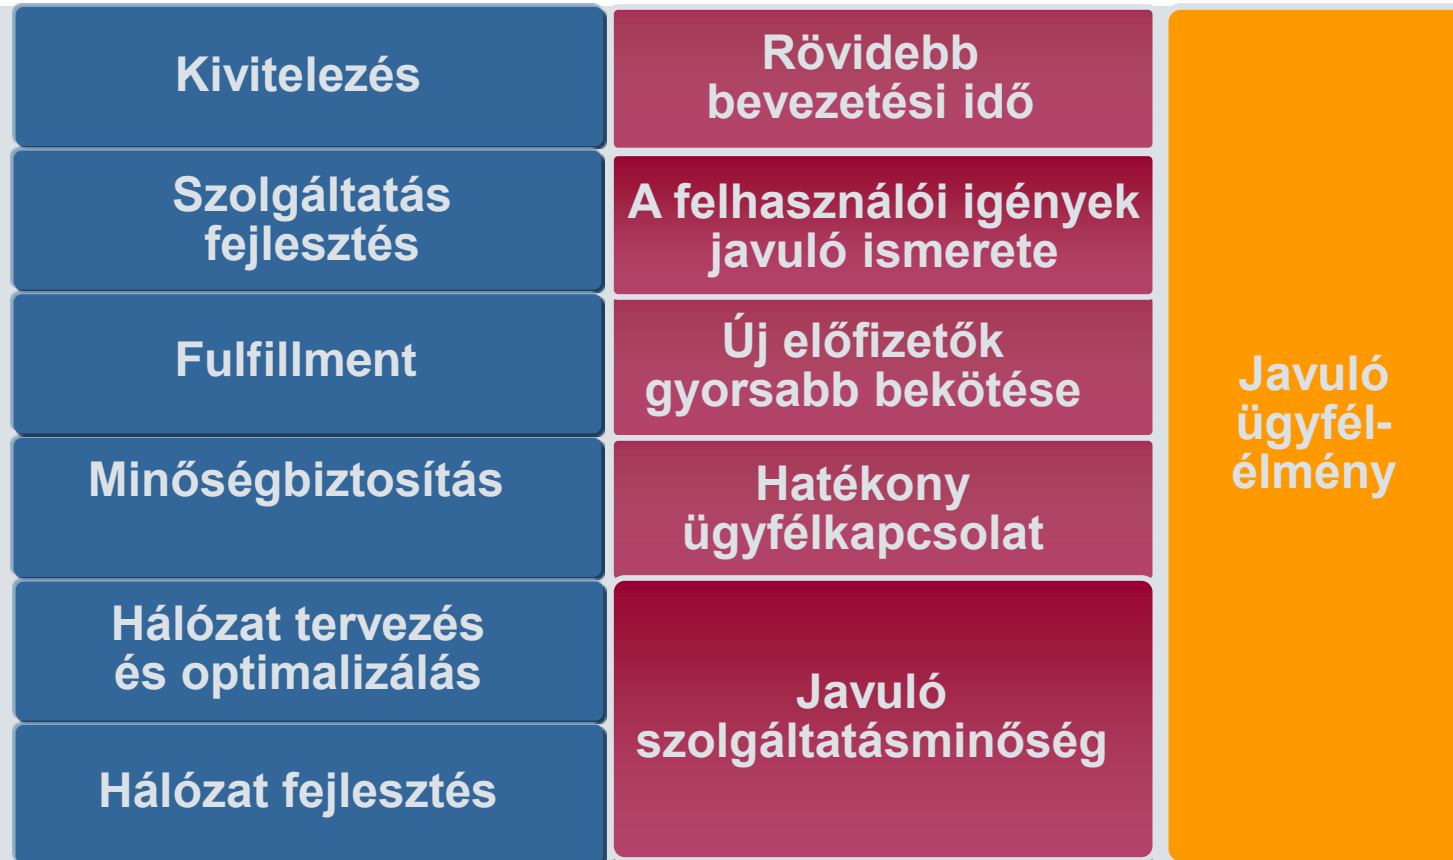 Kivitelezés
Rövidebb
bevezetési idő
Szolgáltatás
fejlesztés
A felhasználói igények
javuló ismerete
Fulfillment
Új előfizetők
gyorsabb bekötése
Minőségbiztosítás
Hatékony
ügyfélkapcsolat
Hálózat tervezés
és optimalizálás
Javuló
szolgáltatásminőség
Hálózat fejlesztés
Javuló
ügyfél-
élmény